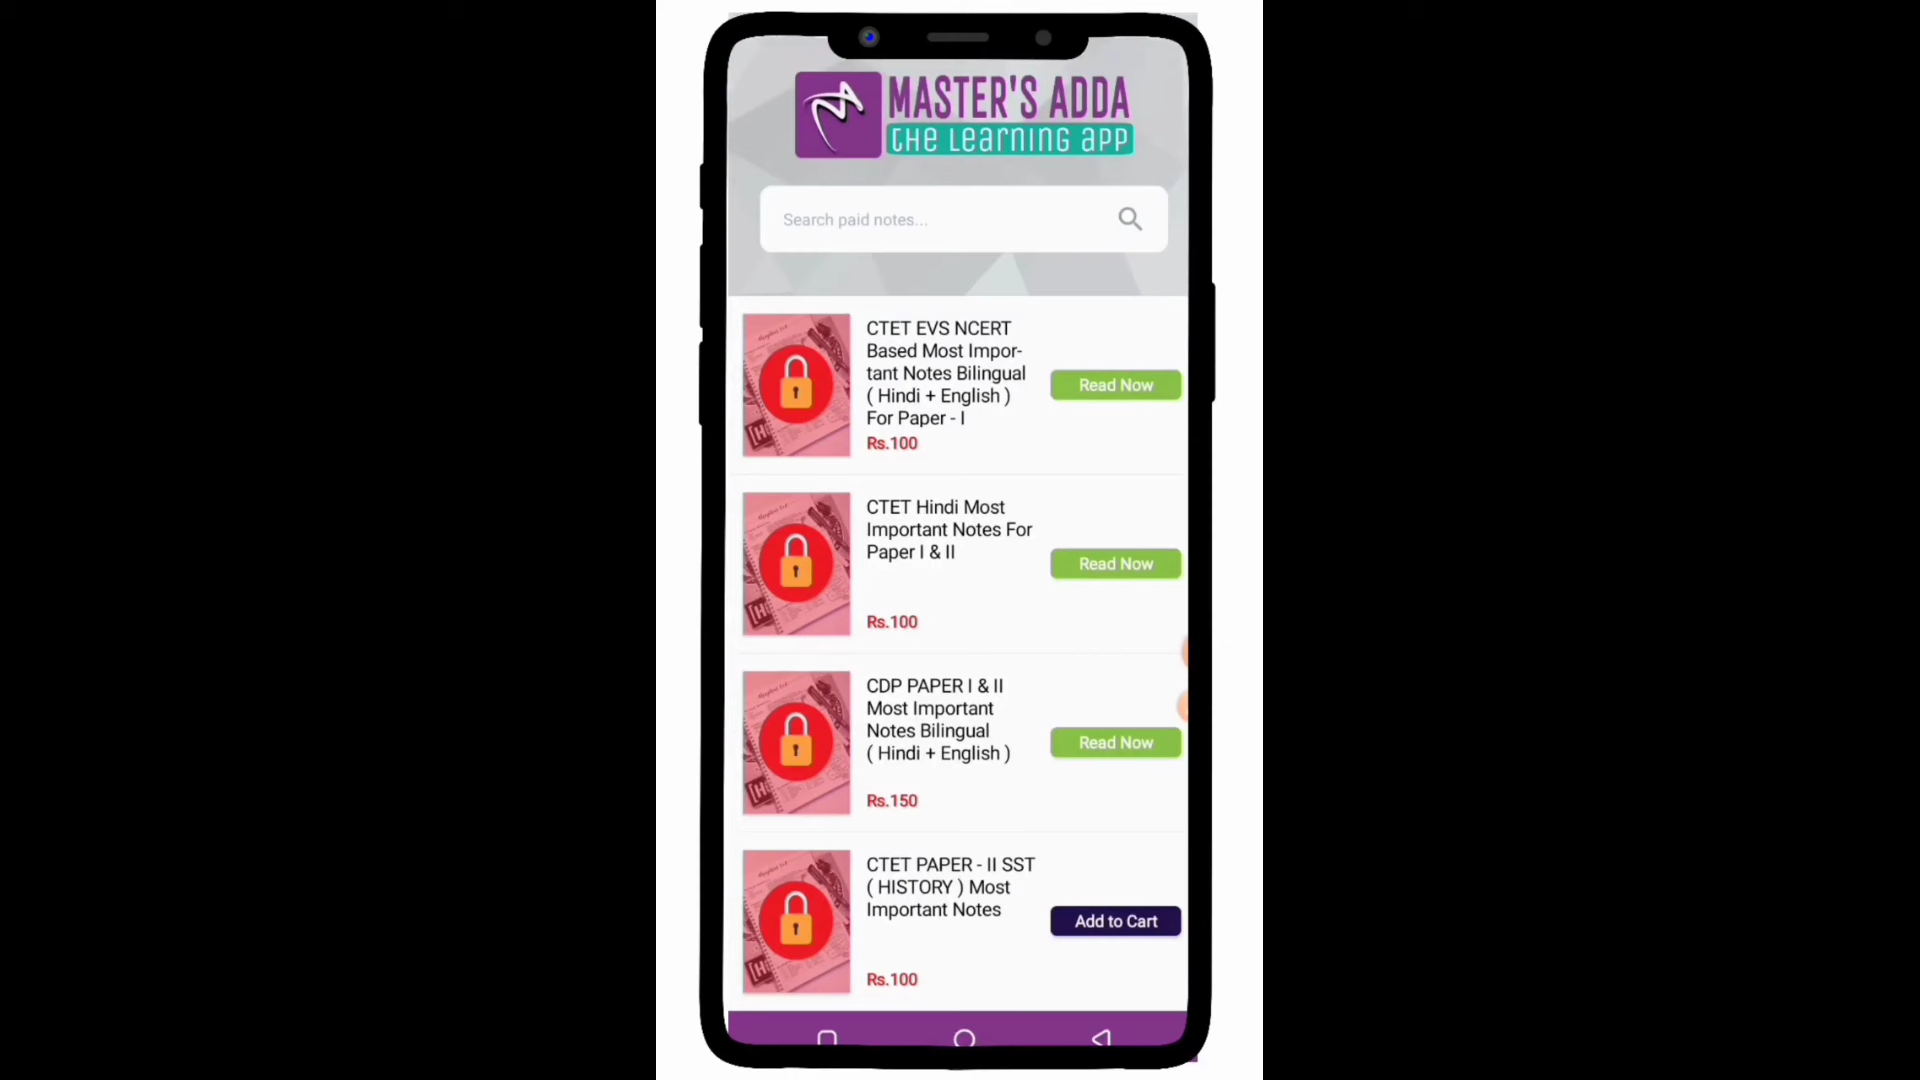 MASTER'S ADDA
the Learning app
Search paid notes...
CTET EVS NCERT
Based Most Impor-
tant Notes Bilingual
( Hindi + English )
For Paper - I
Rs.100
Read Now
CTET Hindi Most
Important Notes For
Paper I & II
Rs.100
Read Now
CDP PAPER I & II
Most Important
Notes Bilingual
( Hindi + English )
Rs.150
Read Now
CTET PAPER - II SST
( HISTORY ) Most
Important Notes
Rs.100
Add to Cart